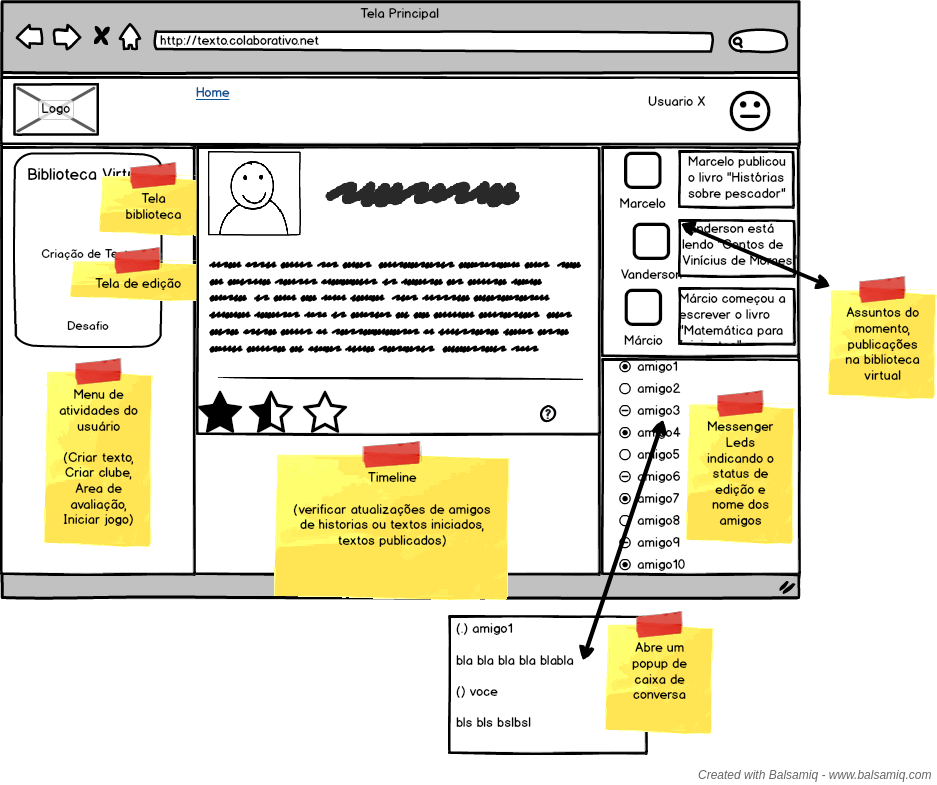 Tela Principal
http://texto.colaborativo.net
Logo
Home
Usuario X
Biblioteca Virtu
Tela
biblioteca
Criação de Te
Tela de edição
Desafio
Menu de
atividades do
usuário
(Criar texto,
Criar clube,
Area de
avaliação,
Iniciar jogo)
?
Timeline
(verificar atualizações de amigos
de historias ou textos iniciados,
textos publicados)
Marcelo
Marcelo publicou
o livro "Histórias
sobre pescador"
Vanderson
anderson está
lendo "Contos de
Vinícius de Moraes"
Márcio
Márcio começou a
escrever o livro
"Matemática para
Assuntos do
momento,
publicações
na biblioteca
virtual
amigo1
amigo2
amigo3
amigo4
amigo5
amigo6
amigo7
amigo8
amigo9
amigo10
Messenger
Leds
indicando o
status de
edição e
nome dos
amigos
(.) amigo1
bla bla bla bla blabla
() voce
bls bls bslbsl
Abre um
popup de
caixa de
conversa
Created with Balsamiq - www.balsamiq.com